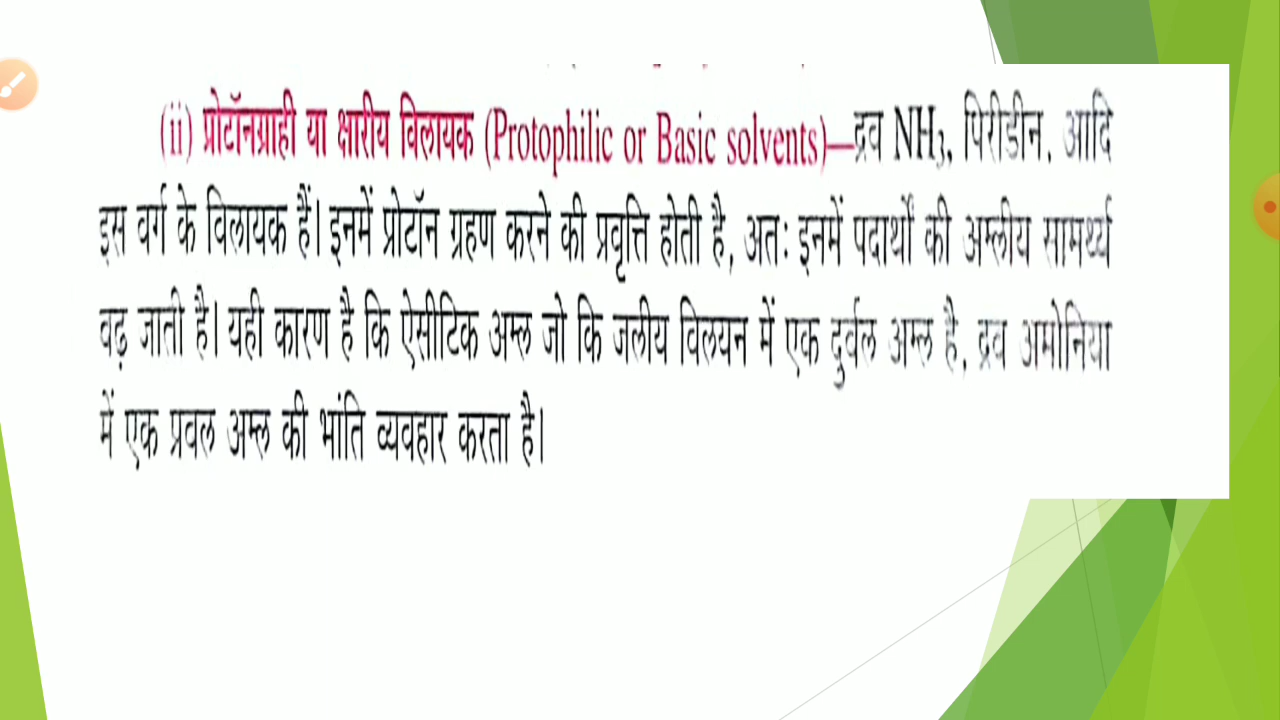 (ii) प्रोटॉनग्राही या क्षारीय विलायक (Protophilic or Basic solvents)—द्रव NH₃, पिरीडीन, आदि
इस वर्ग के विलायक हैं। इनमें प्रोटॉन ग्रहण करने की प्रवृत्ति होती है, अतः इनमें पदार्थों की अम्लीय सामर्थ्य
बढ़ जाती है। यही कारण है कि ऐसीटिक अम्ल जो कि जलीय विलयन में एक दुर्बल अम्ल है, द्रव अमोनिया
में एक प्रबल अम्ल की भांति व्यवहार करता है।